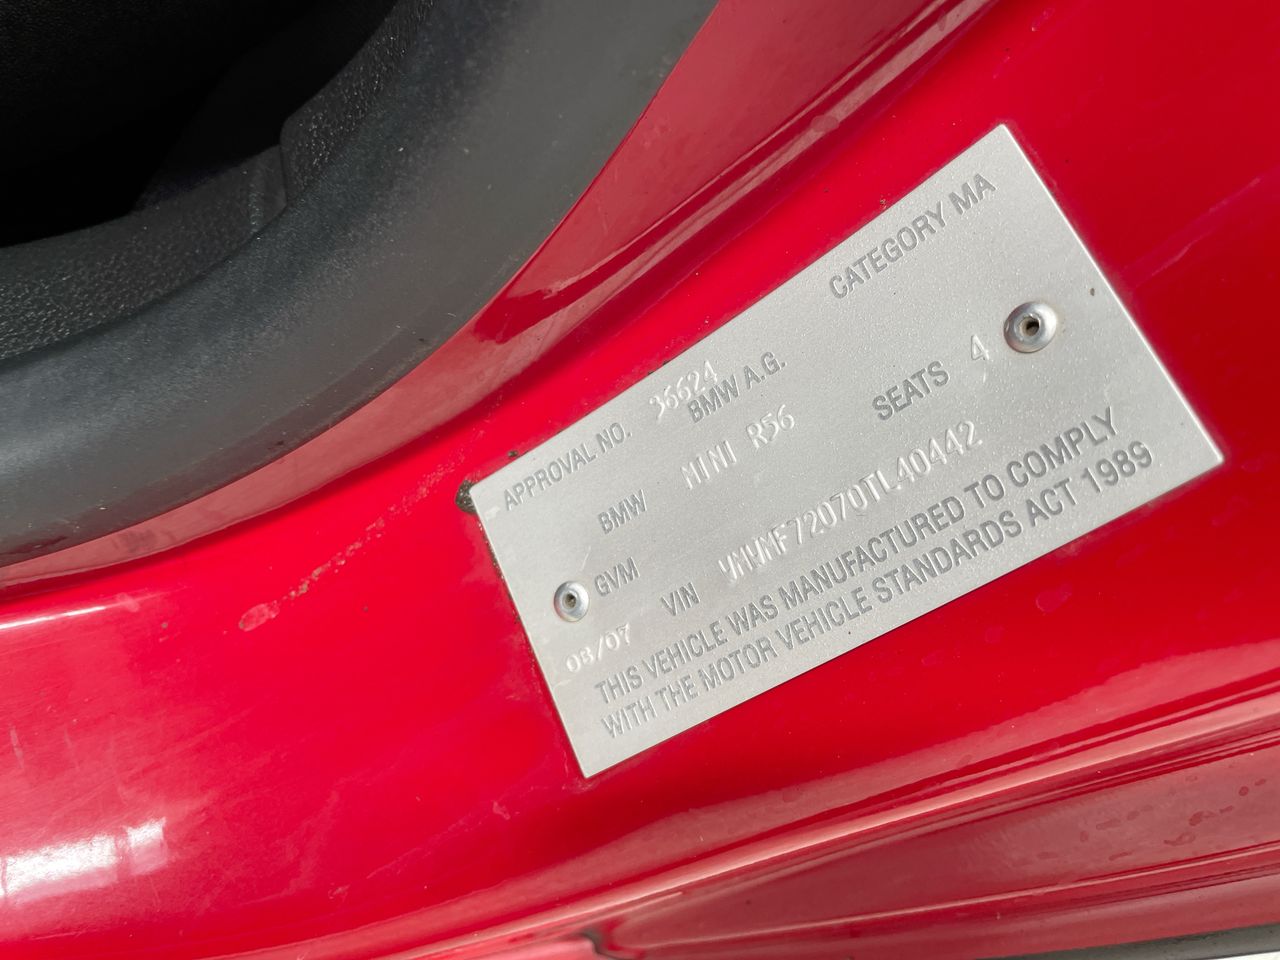 APPROVAL NO. 36624 CATEGORY MA
BMW A.G.
BMW MINI R56
GVM SEATS 4
08/07 VIN WMWMF72070TL40442
THIS VEHICLE WAS MANUFACTURED TO COMPLY
WITH THE MOTOR VEHICLE STANDARDS ACT 1989